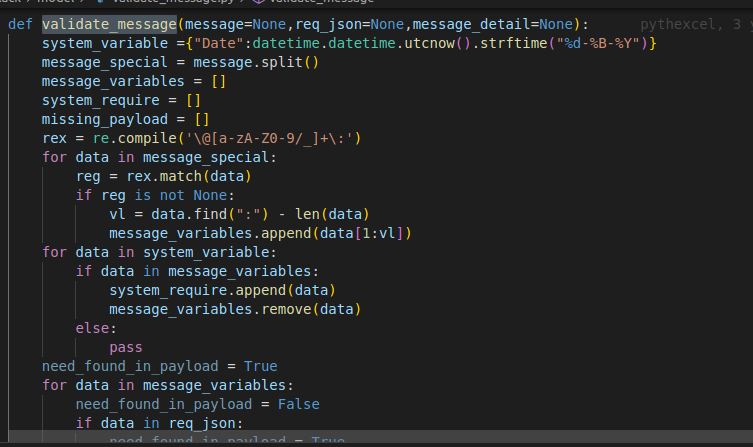 def validate_message(message=None,req_json=None,message_detail=None): pythexcel, 3 y
system_variable ={"Date":datetime.datetime.utcnow().strftime("%d-%B-%Y")}
message_special = message.split()
message_variables = []
system_require = []
missing_payload = []
rex = re.compile('\@[a-zA-Z0-9/_]+\:')
for data in message_special:
reg = rex.match(data)
if reg is not None:
vl = data.find(":") - len(data)
message_variables.append(data[1:vl])
for data in system_variable:
if data in message_variables:
system_require.append(data)
message_variables.remove(data)
else:
pass
need_found_in_payload = True
for data in message_variables:
need_found_in_payload = False
if data in req_json:
need_found_in_payload = True